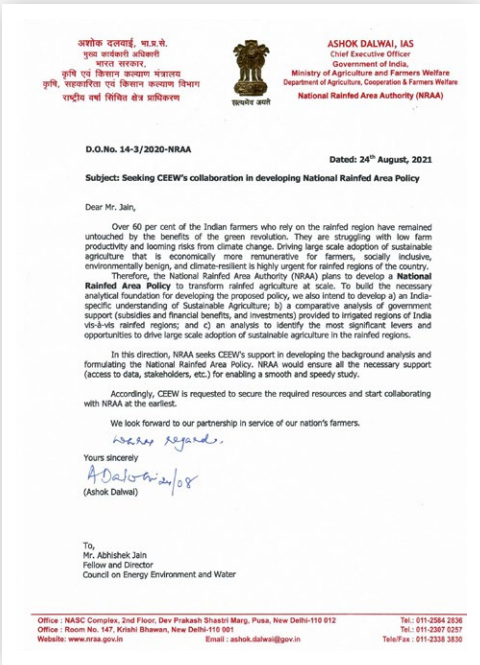 अशोक दलवाई, भा.प्र.से.
मुख्य कार्यकारी अधिकारी
भारत सरकार,
कृषि एवं किसान कल्याण मंत्रालय
कृषि, सहकारिता एवं किसान कल्याण विभाग
राष्ट्रीय वर्षा सिंचित क्षेत्र प्राधिकरण
सत्यमेव जयते
ASHOK DALWAI, IAS
Chief Executive Officer
Government of India,
Ministry of Agriculture and Farmers Welfare
Department of Agriculture, Cooperation & Farmers Welfare
National Rainfed Area Authority (NRAA)
D.O.No. 14-3/2020-NRAA
Dated: 24th August, 2021
Subject: Seeking CEEW's collaboration in developing National Rainfed Area Policy
Dear Mr. Jain,
Over 60 per cent of the Indian farmers who rely on the rainfed region have remained
untouched by the benefits of the green revolution. They are struggling with low farm
productivity and looming risks from climate change. Driving large scale adoption of sustainable
agriculture that is economically more remunerative for farmers, socially inclusive,
environmentally benign, and climate-resilient is highly urgent for rainfed regions of the country.
Therefore, the National Rainfed Area Authority (NRAA) plans to develop a National
Rainfed Area Policy to transform rainfed agriculture at scale. To build the necessary
analytical foundation for developing the proposed policy, we also intend to develop a) an India-
specific understanding of Sustainable Agriculture; b) a comparative analysis of government
support (subsidies and financial benefits, and investments) provided to irrigated regions of India
vis-à-vis rainfed regions; and c) an analysis to identify the most significant levers and
opportunities to drive large scale adoption of sustainable agriculture in the rainfed regions.
In this direction, NRAA seeks CEEW's support in developing the background analysis and
formulating the National Rainfed Area Policy. NRAA would ensure all the necessary support
(access to data, stakeholders, etc.) for enabling a smooth and speedy study.
Accordingly, CEEW is requested to secure the required resources and start collaborating
with NRAA at the earliest.
We look forward to our partnership in service of our nation's farmers.
warm regards.
Yours sincerely
ADalwai 24/08
(Ashok Dalwai)
To,
Mr. Abhishek Jain
Fellow and Director
Council on Energy Environment and Water
Office : NASC Complex, 2nd Floor, Dev Prakash Shastri Marg, Pusa, New Delhi-110 012 Tel.: 011-2584 2836
Office : Room No. 147, Krishi Bhawan, New Delhi-110 001 Tel.: 011-2307 0257
Website: www.nraa.gov.in Email : ashok.dalwai@gov.in Tele/Fax : 011-2338 3830